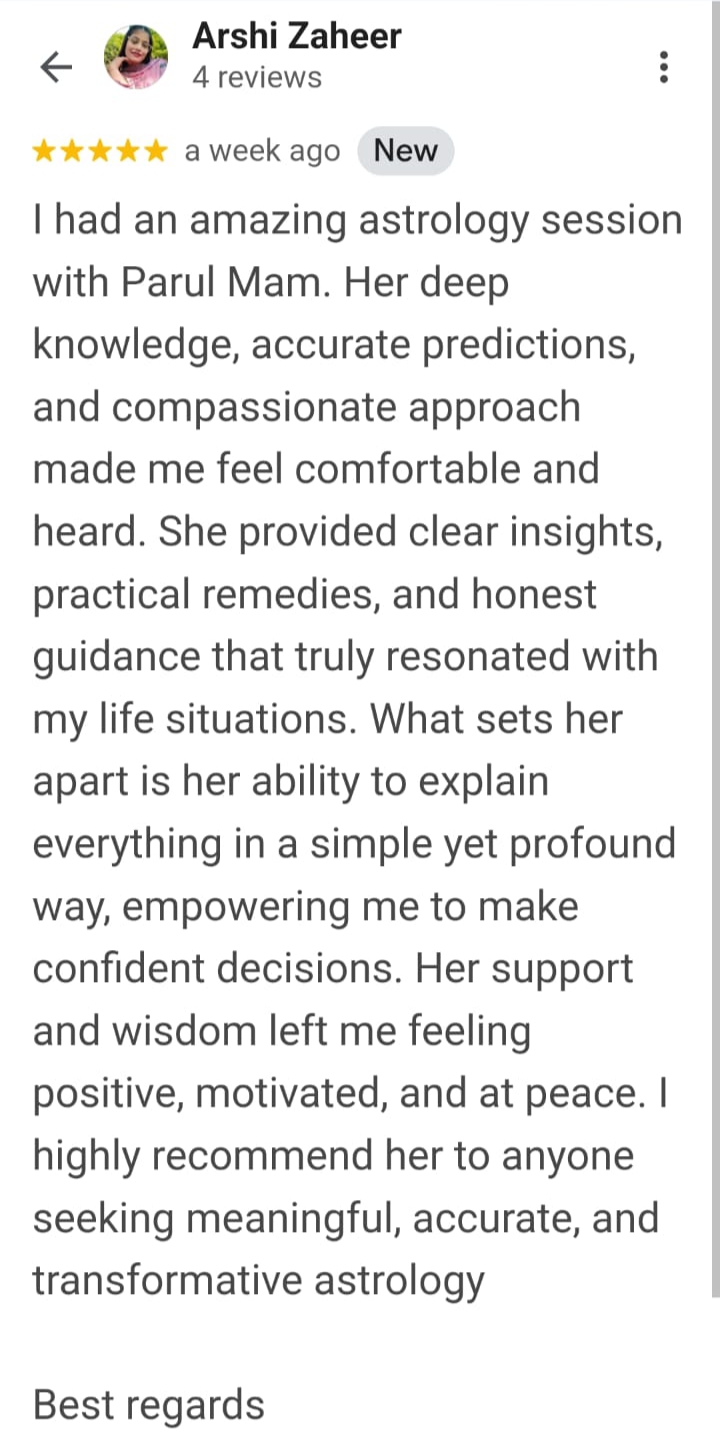 Arshi Zaheer
4 reviews
a week ago New
I had an amazing astrology session
with Parul Mam. Her deep
knowledge, accurate predictions,
and compassionate approach
made me feel comfortable and
heard. She provided clear insights,
practical remedies, and honest
guidance that truly resonated with
my life situations. What sets her
apart is her ability to explain
everything in a simple yet profound
way, empowering me to make
confident decisions. Her support
and wisdom left me feeling
positive, motivated, and at peace. I
highly recommend her to anyone
seeking meaningful, accurate, and
transformative astrology
Best regards